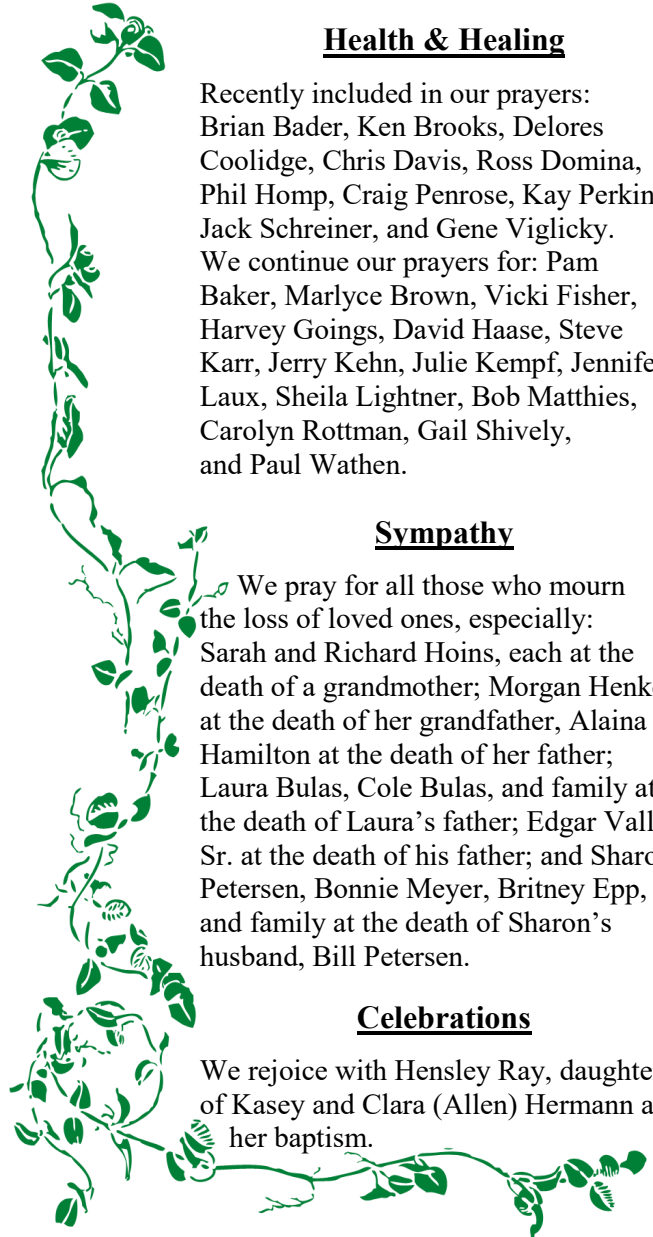 Health & Healing
Recently included in our prayers:
Brian Bader, Ken Brooks, Delores
Coolidge, Chris Davis, Ross Domina,
Phil Homp, Craig Penrose, Kay Perkin
Jack Schreiner, and Gene Viglicky.
We continue our prayers for: Pam
Baker, Marlyce Brown, Vicki Fisher,
Harvey Goings, David Haase, Steve
Karr, Jerry Kehn, Julie Kempf, Jennife
Laux, Sheila Lightner, Bob Matthies,
Carolyn Rottman, Gail Shively,
and Paul Wathen.
Sympathy
We pray for all those who mourn
the loss of loved ones, especially:
Sarah and Richard Hoins, each at the
death of a grandmother; Morgan Henk
at the death of her grandfather, Alaina
Hamilton at the death of her father;
Laura Bulas, Cole Bulas, and family at
the death of Laura’s father; Edgar Vall
Sr. at the death of his father; and Sharo
Petersen, Bonnie Meyer, Britney Epp,
and family at the death of Sharon’s
husband, Bill Petersen.
Celebrations
We rejoice with Hensley Ray, daughte
of Kasey and Clara (Allen) Hermann a
her baptism.